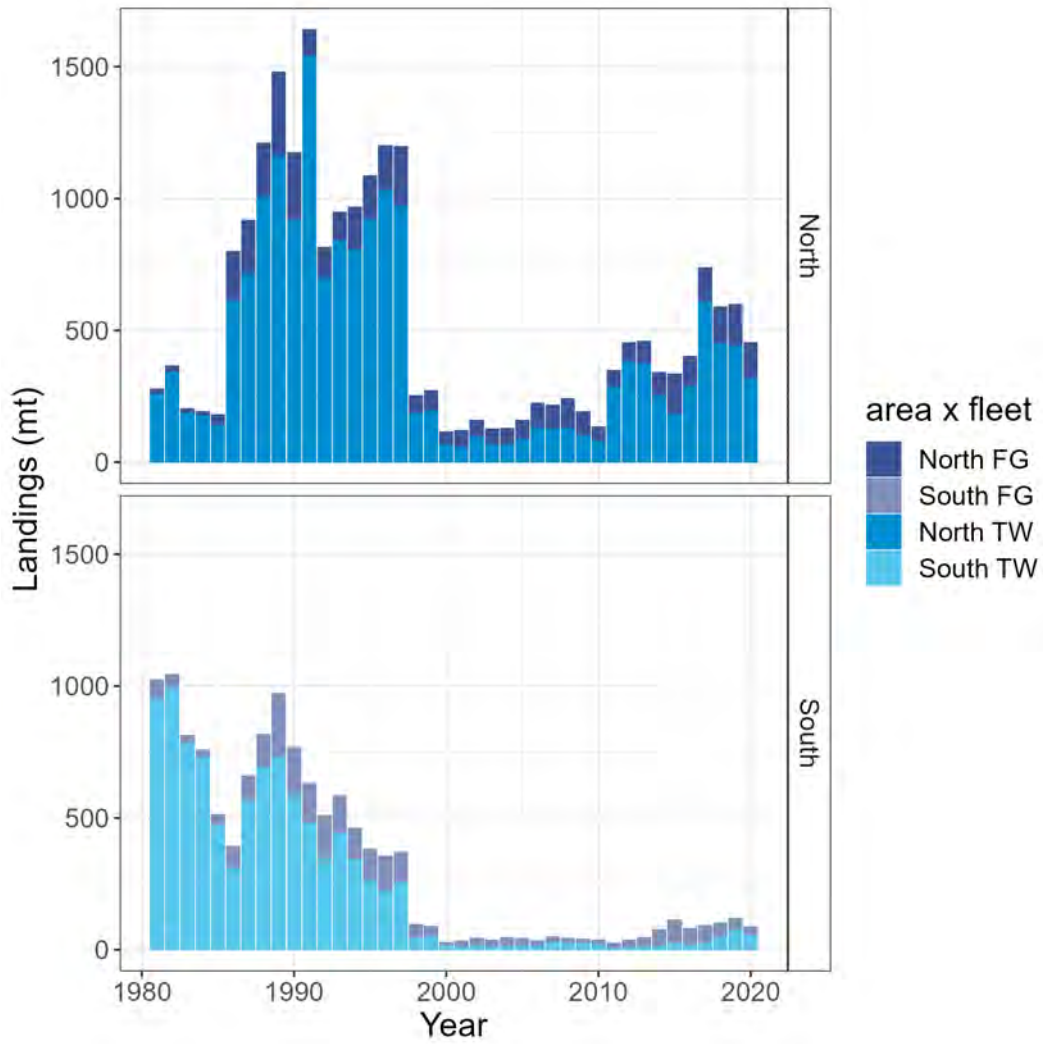 1500
1000
500
0
North
1500
1000
500
0
South
Landings (mt)
1980
1990
2000
2010
2020
Year
area x fleet
North FG
South FG
North TW
South TW